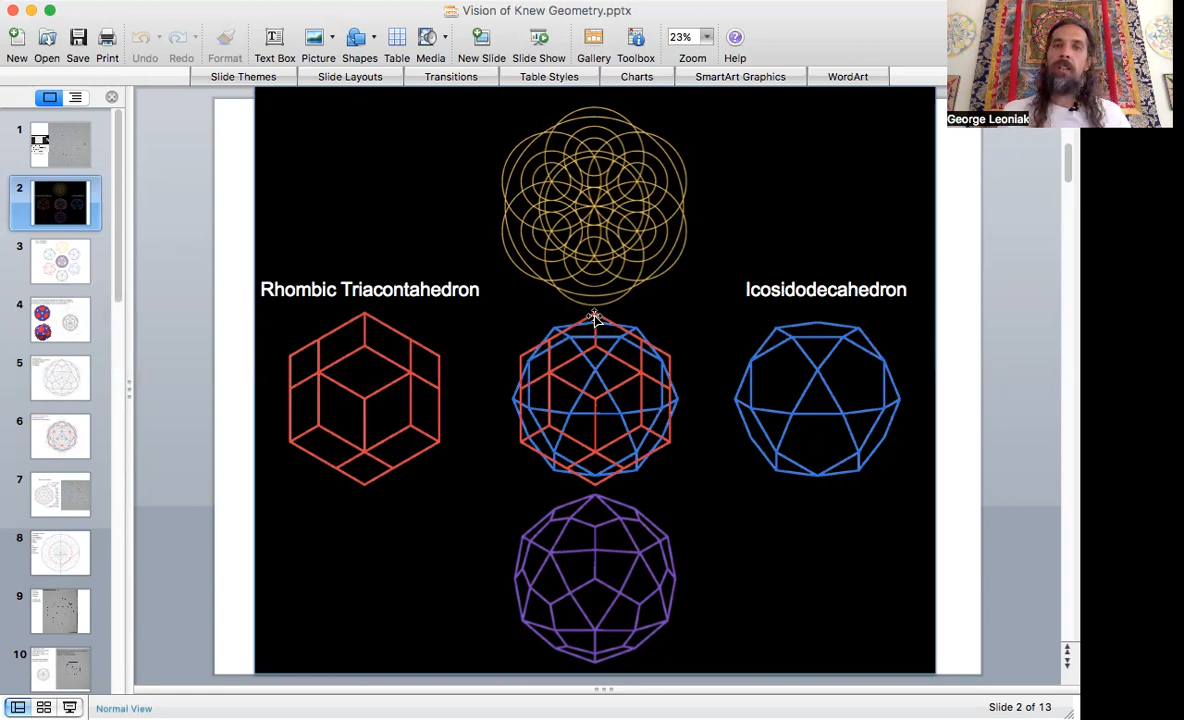 Vision of Knew Geometry.pptx
New Open Save Print Undo Redo Format Text Box Picture Shapes Table Media New Slide Slide Show Gallery Toolbox Zoom Help
23%
Slide Themes Slide Layouts Transitions Table Styles Charts SmartArt Graphics WordArt
George Leoniak
1
2
3
4
5
6
7
8
9
10
Rhombic Triacontahedron
Icosidodecahedron
Normal View
Slide 2 of 13